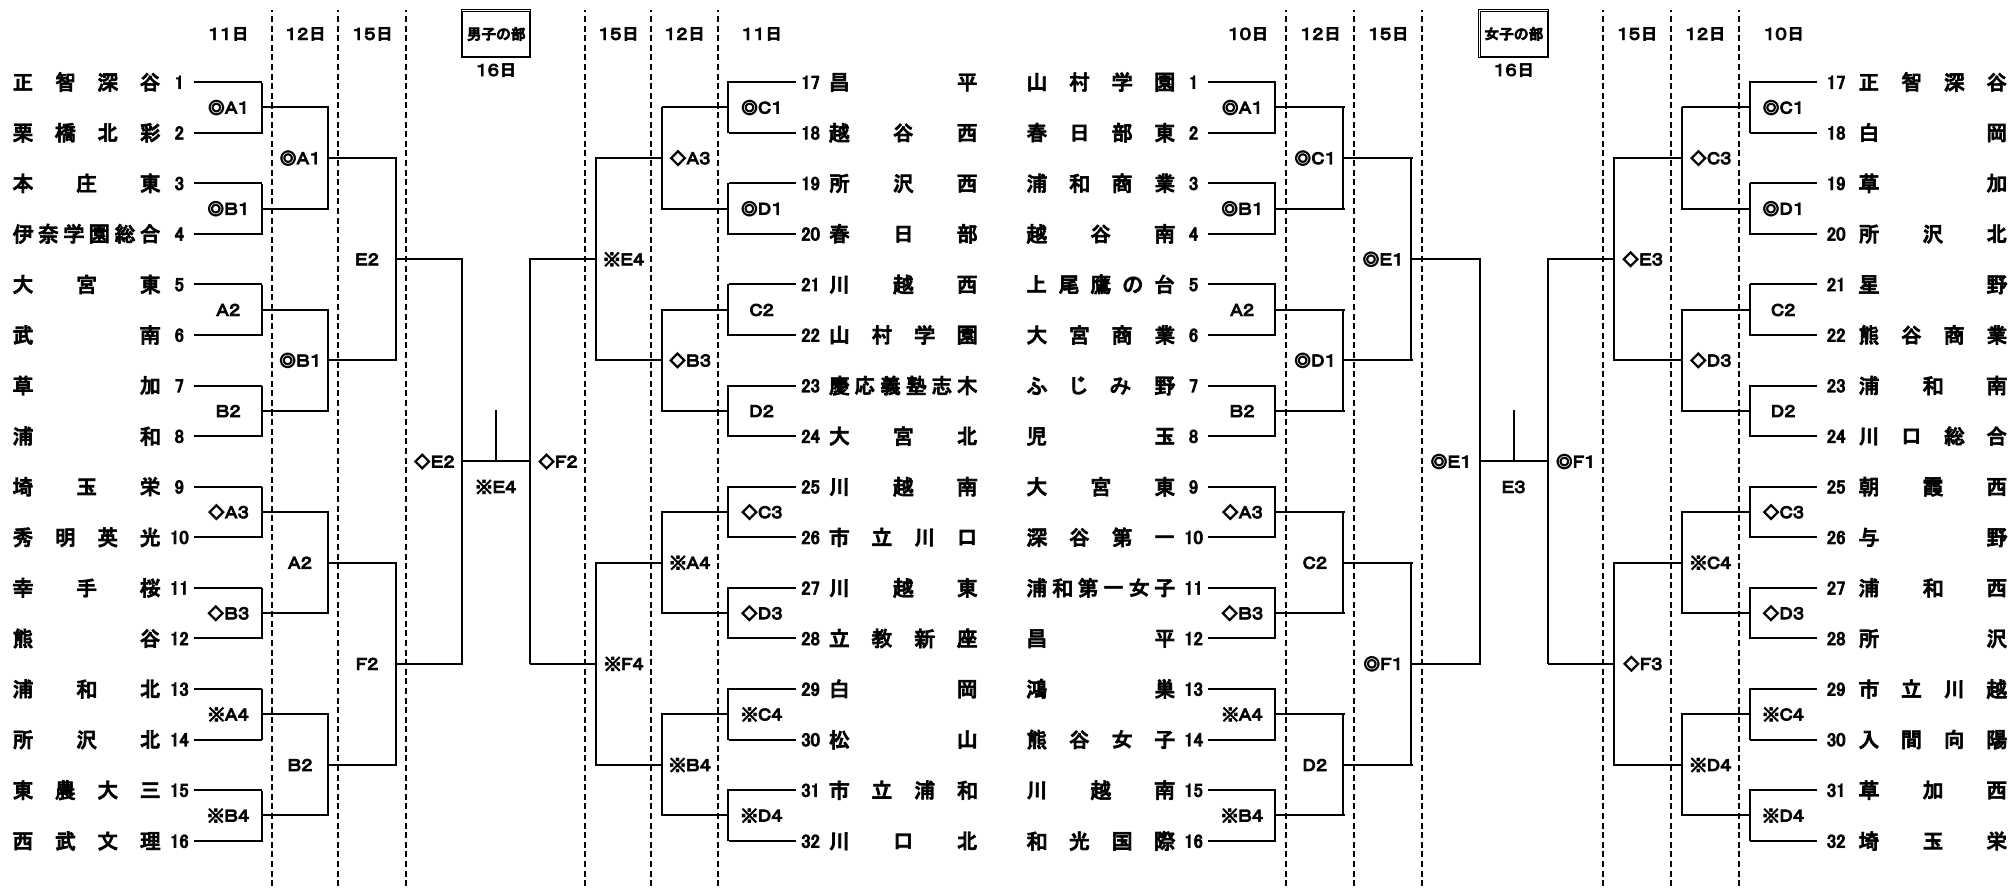 11日 12日 15日 男子の部 15日 12日 11日 10日 12日 15日 女子の部 15日 12日 10日
16日 16日
正智深谷 1 17 昌平 山村学園 1 17 正智深谷
◎A1 ◎C1 ◎A1 ◎C1
栗橋北彩 2 18 越谷西 春日部東 2 18 白岡
◎A1 ◇A3 ◎C1 ◇C3
本庄東 3 19 所沢西 浦和商業 3 19 草加
◎B1 ◎D1 ◎B1 ◎D1
伊奈学園総合 4 20 春日部 越谷南 4 20 所沢北
E2 ※E4 ◎E1 ◇E3
大宮東 5 21 川越西 上尾鷹の台 5 21 星野
A2 C2 A2 C2
武南 6 22 山村学園 大宮商業 6 22 熊谷商業
◎B1 ◇B3 ◎D1 ◇D3
草加 7 23 慶応義塾志木 ふじみ野 7 23 浦和南
B2 D2 B2 D2
浦和 8 24 大宮北 児玉 8 24 川口総合
◇E2 ◇F2 ◎E1 ◎F1
埼玉栄 9 ※E4 25 川越南 大宮東 9 E3 25 朝霞西
◇A3 ◇C3 ◇A3 ◇C3
秀明英光 10 26 市立川口 深谷第一 10 26 与野
A2 ※A4 C2 ※C4
幸手桜 11 27 川越東 浦和第一女子 11 27 浦和西
◇B3 ◇D3 ◇B3 ◇D3
熊谷 12 28 立教新座 昌平 12 28 所沢
F2 ※F4 ◎F1 ◇F3
浦和北 13 29 白岡 鴻巣 13 29 市立川越
※A4 ※C4 ※A4 ※C4
所沢北 14 30 松山 熊谷女子 14 30 入間向陽
B2 ※B4 D2 ※D4
東農大三 15 31 市立浦和 川越南 15 31 草加西
※B4 ※D4 ※B4 ※D4
西武文理 16 32 川口北 和光国際 16 32 埼玉栄